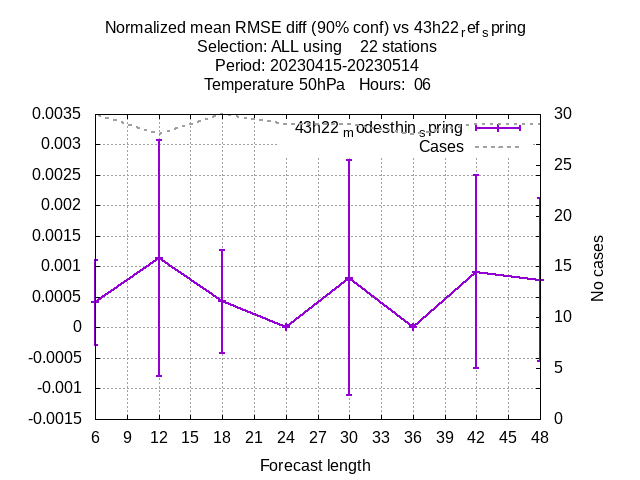 Normalized mean RMSE diff (90% conf) vs 43h22refspring
Selection: ALL using 22 stations
Period: 20230415-20230514
Temperature 50hPa Hours: 06
0.0035
0.003
0.0025
0.002
0.0015
0.001
0.0005
0
-0.0005
-0.001
-0.0015
43h22modesthinspring
Cases
30
25
20
15
10
5
0
No cases
6 9 12 15 18 21 24 27 30 33 36 39 42 45 48
Forecast length